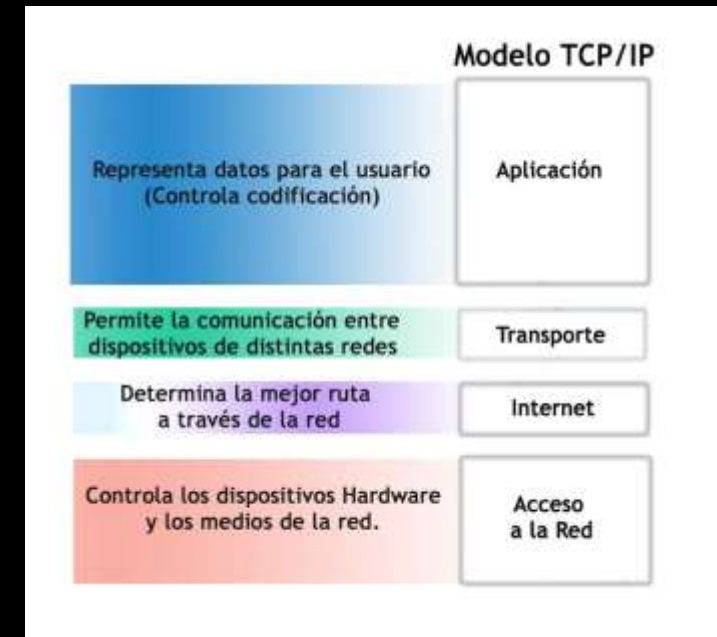 Modelo TCP/IP
Representa datos para el usuario
(Controla codificación)
Aplicación
Permite la comunicación entre
dispositivos de distintas redes
Transporte
Determina la mejor ruta
a través de la red
Internet
Controla los dispositivos Hardware
y los medios de la red.
Acceso
a la Red